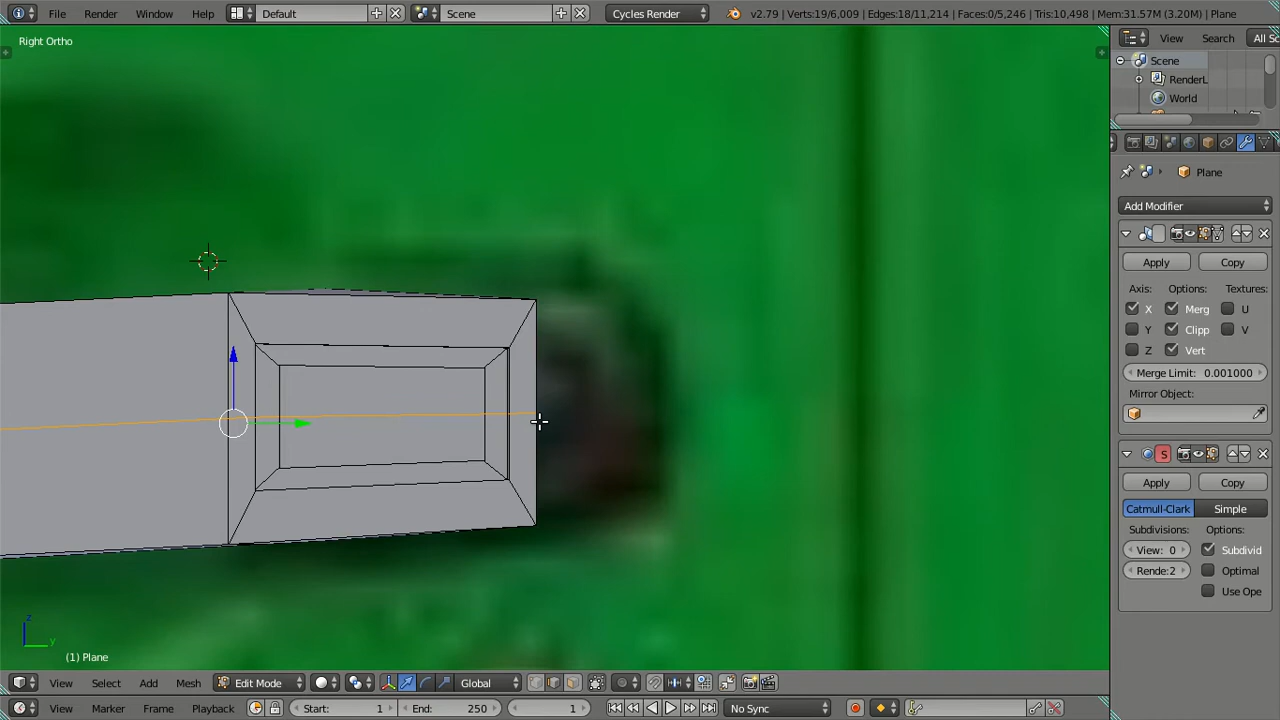 File Render Window Help Default Scene Cycles Render v2.79 | Verts:19/6,009 | Edges:18/11,214 | Faces:0/5,246 | Tris:10,498 | Mem:31.57M (3.20M) | Plane
Right Ortho
View Search All Sc
Scene
RenderL
World
Plane
Add Modifier
Apply Copy
Axis: Options: Textures:
X Merg U
Y Clipp V
Z Vert
Merge Limit: 0.001000
Mirror Object:
S
Apply Copy
Catmull-Clark Simple
Subdivisions: Options:
View: 0 Subdivid
Rende:2 Optimal
Use Ope
z
y
(1) Plane
View Select Add Mesh Edit Mode Global
View Marker Frame Playback Start: 1 End: 250 1 No Sync